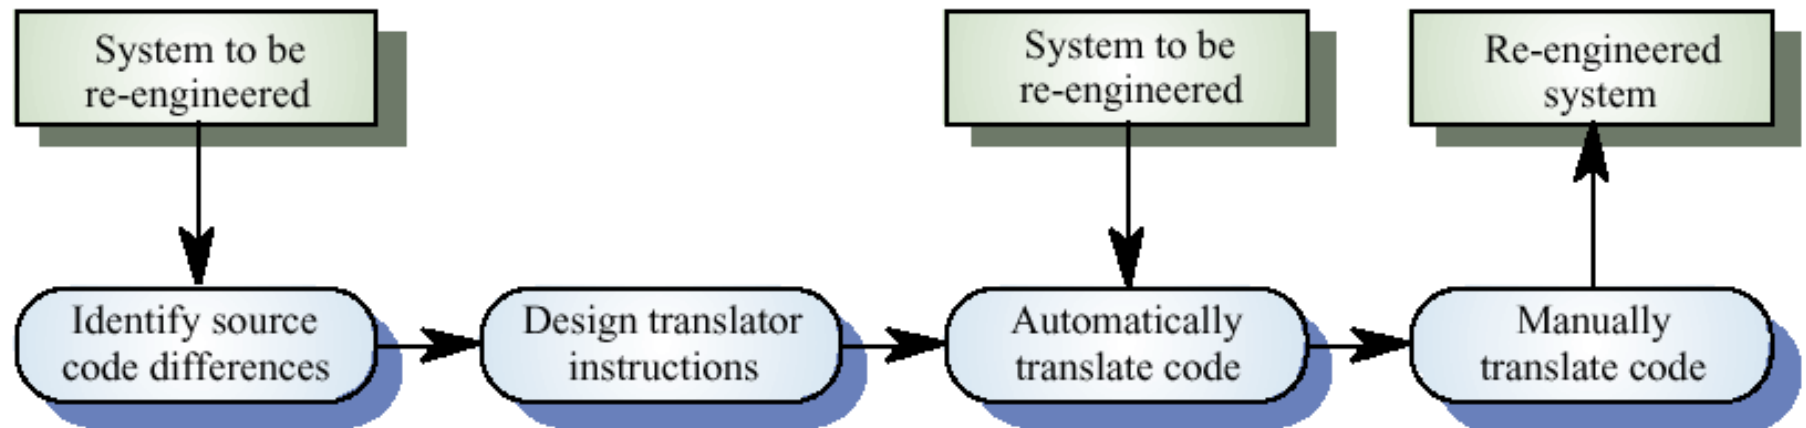 System to be
re-engineered
System to be
re-engineered
Re-engineered
system
Identify source
code differences
Design translator
instructions
Automatically
translate code
Manually
translate code